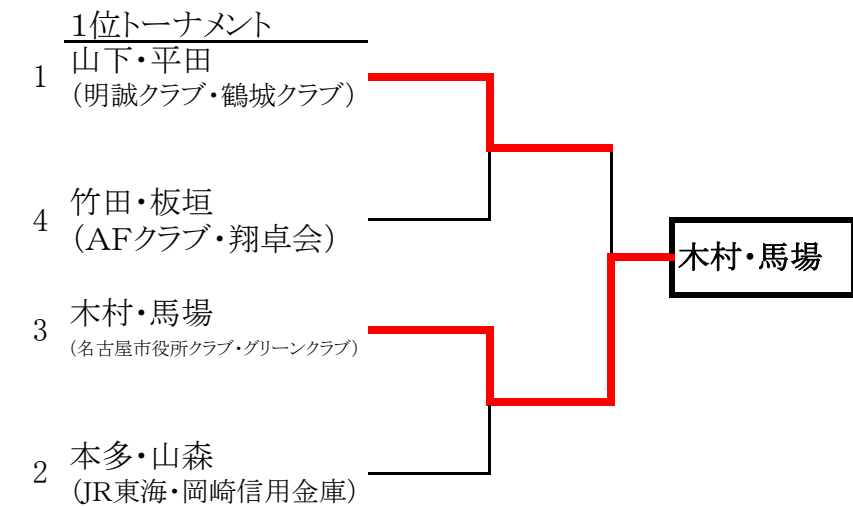 1位トーナメント
1 山下・平田
(明誠クラブ・鶴城クラブ)
4 竹田・板垣
(AFクラブ・翔卓会)
木村・馬場
3 木村・馬場
(名古屋市役所クラブ・グリーンクラブ)
2 本多・山森
(JR東海・岡崎信用金庫)